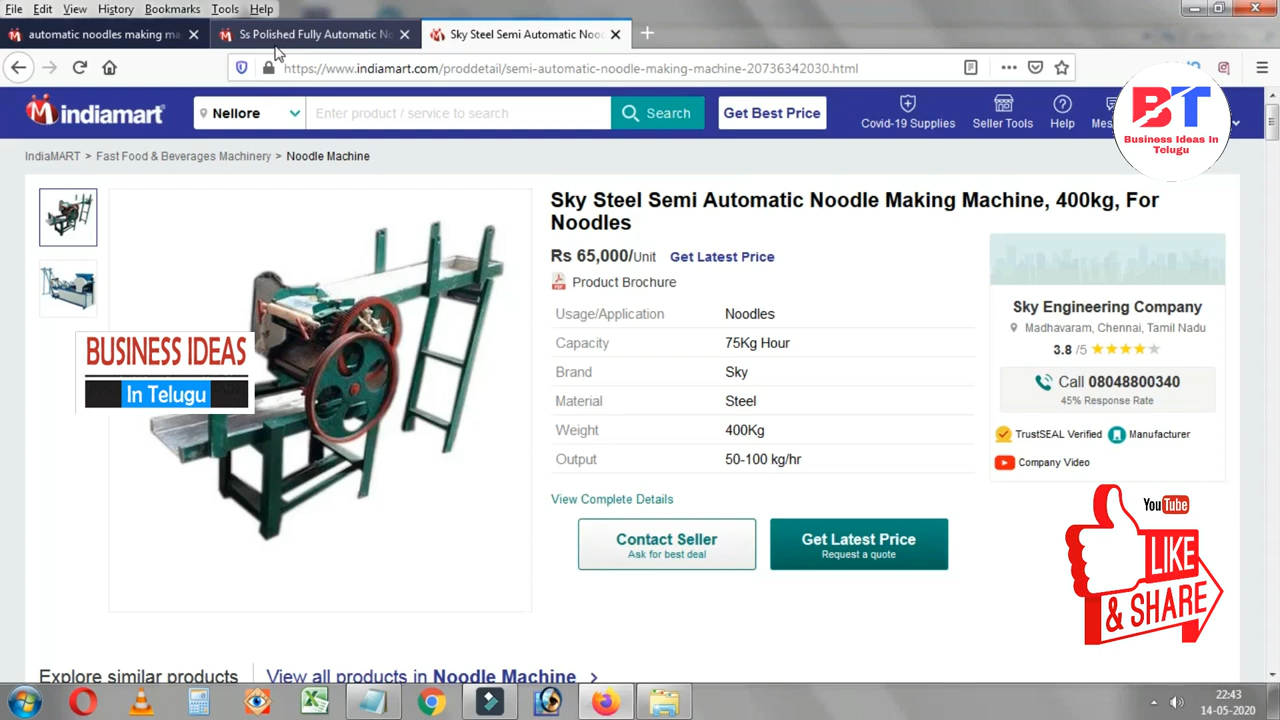 File Edit View History Bookmarks Tools Help
automatic noodles making ma
Ss Polished Fully Automatic No
Sky Steel Semi Automatic Nood
https://www.indiamart.com/proddetail/semi-automatic-noodle-making-machine-20736342030.html
indiamart
Nellore
Enter product / service to search
Search
Get Best Price
Covid-19 Supplies
Seller Tools
Help
BT
Business Ideas In
Telugu
IndiaMART > Fast Food & Beverages Machinery > Noodle Machine
Sky Steel Semi Automatic Noodle Making Machine, 400kg, For
Noodles
Rs 65,000/Unit Get Latest Price
Product Brochure
Usage/Application Noodles
Capacity 75Kg Hour
Brand Sky
Material Steel
Weight 400Kg
Output 50-100 kg/hr
View Complete Details
Contact Seller
Ask for best deal
Get Latest Price
Request a quote
Sky Engineering Company
Madhavaram, Chennai, Tamil Nadu
3.8 /5
Call 08048800340
45% Response Rate
TrustSEAL Verified
Manufacturer
Company Video
BUSINESS IDEAS
In Telugu
YouTube
LIKE
& SHARE
Explore similar products
View all products in Noodle Machine >
22:43
14-05-2020